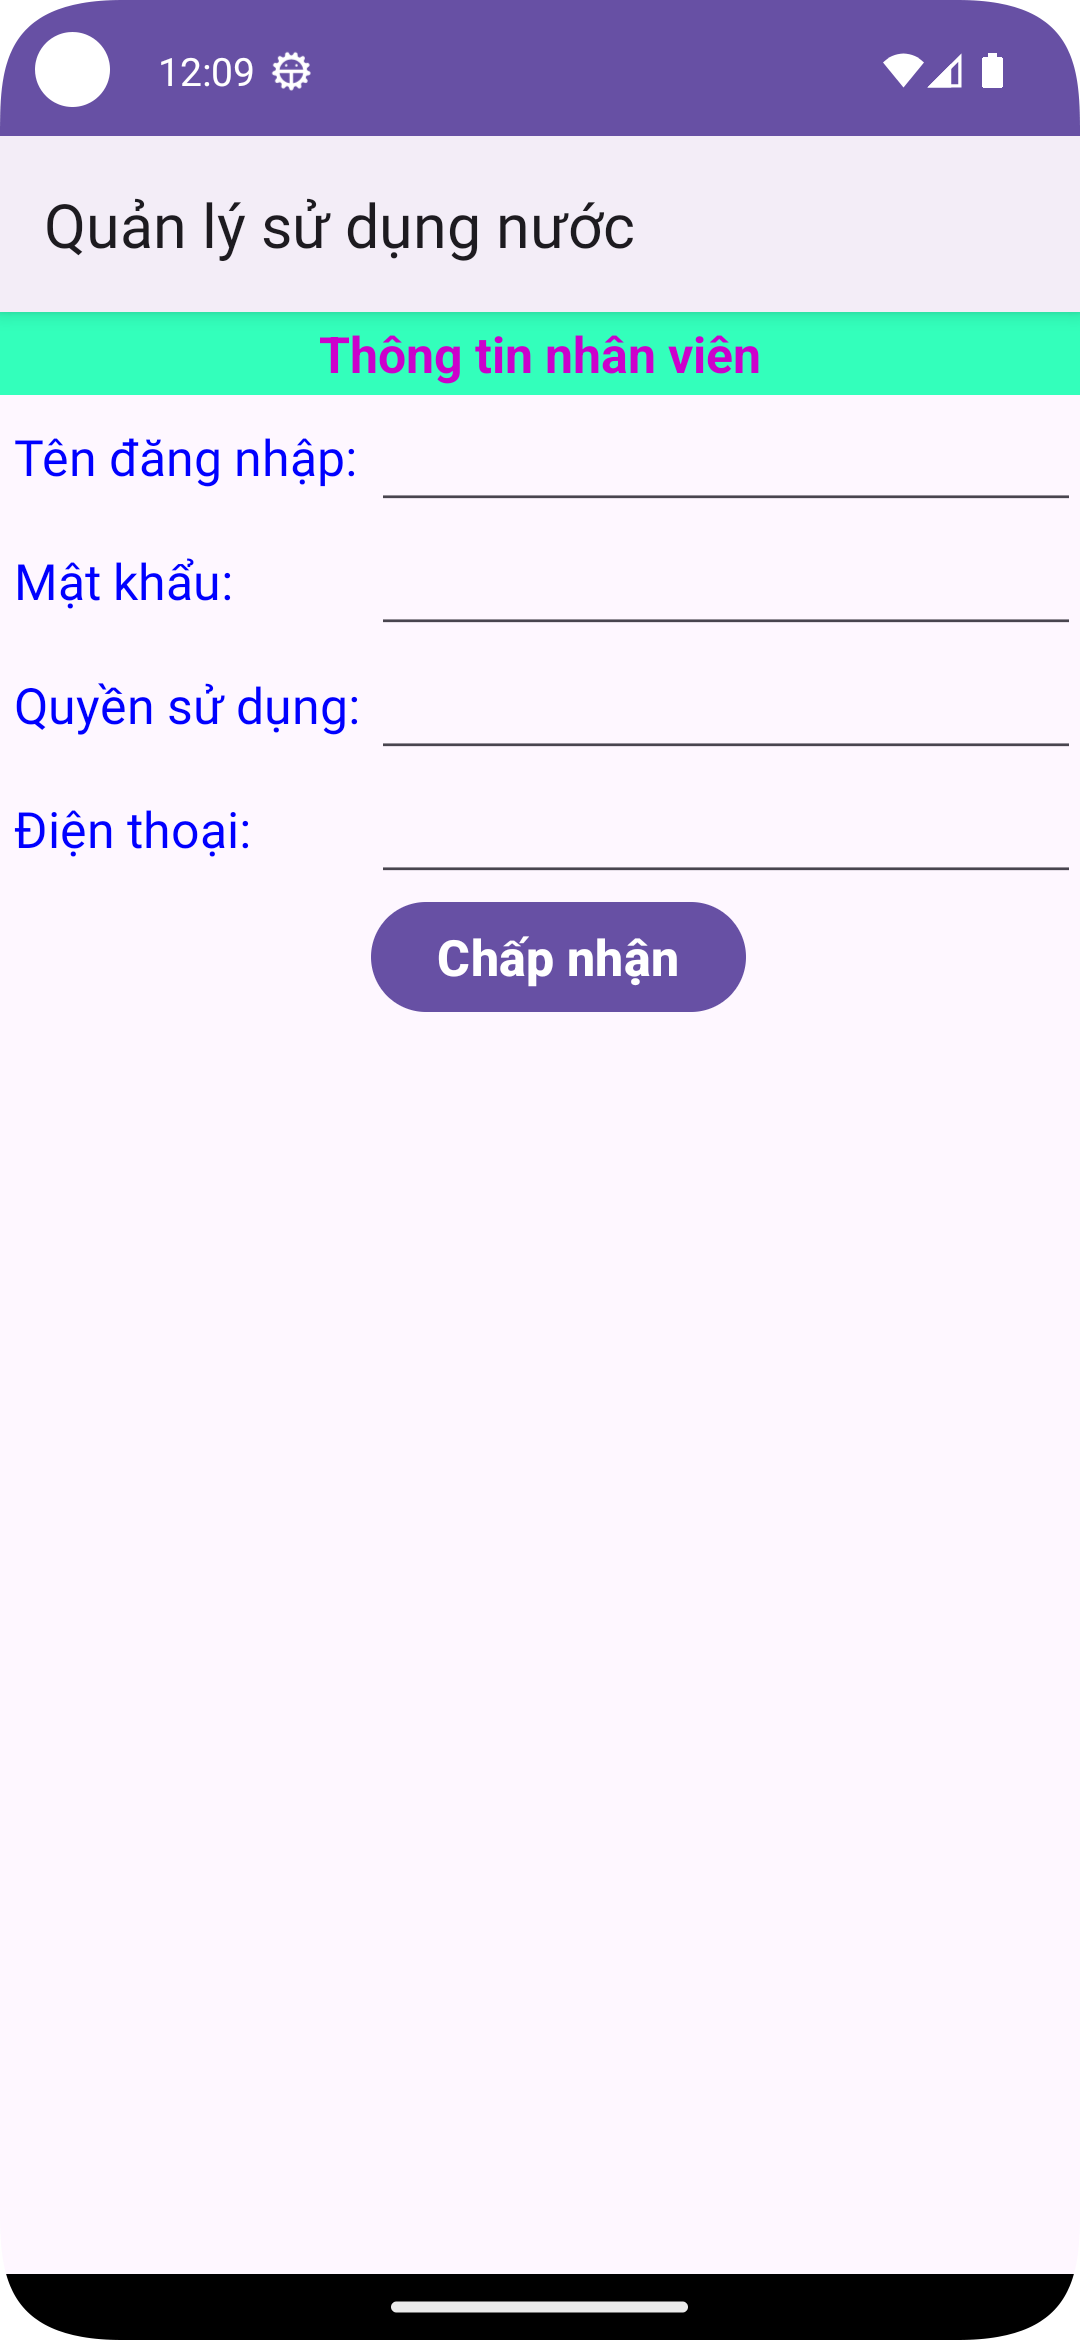 12:09
Quản lý sử dụng nước
Thông tin nhân viên
Tên đăng nhập:
Mật khẩu:
Quyền sử dụng:
Điện thoại:
Chấp nhận